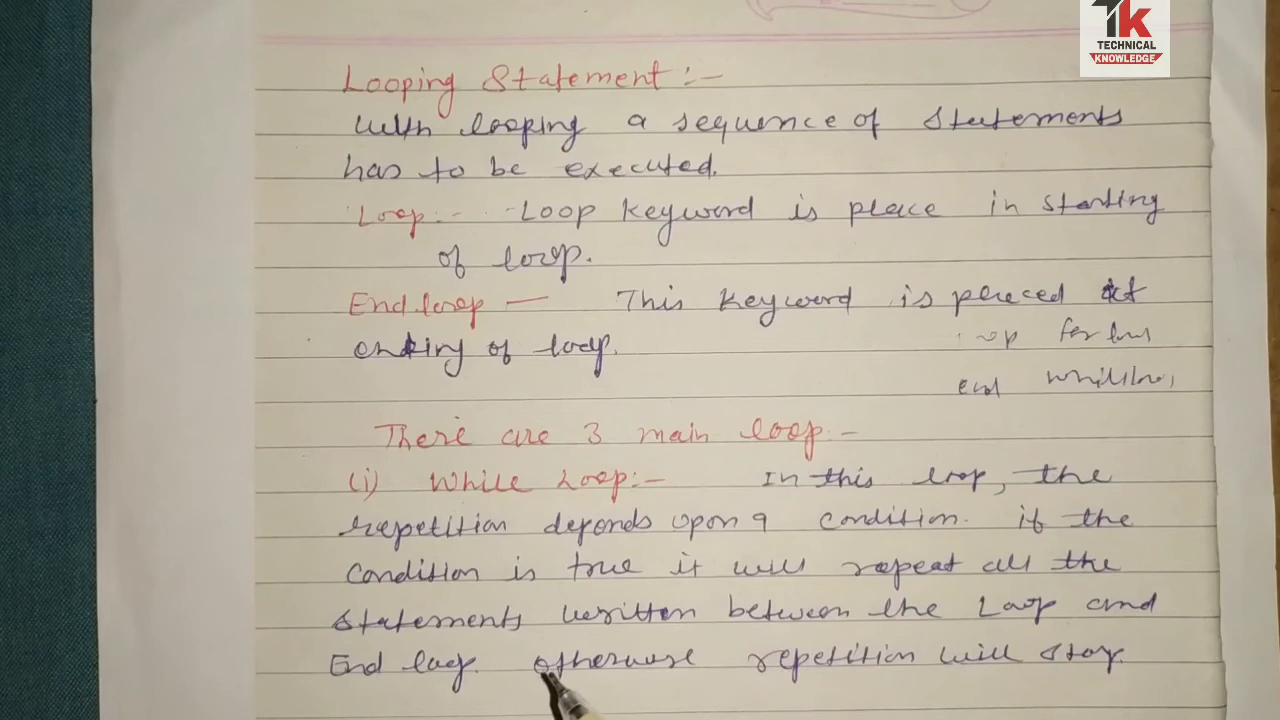 TK
TECHNICAL
KNOWLEDGE
Looping Statement :-
With looping a sequence of statements
has to be executed.
Loop :- Loop keyword is place in starting
of loop.
End loop — This keyword is placed at
ending of loop.
for
end while
There are 3 main loop :-
(i) While Loop :- In this loop, the
repetition depends upon a condition. if the
condition is true it will repeat all the
statements written between the Loop and
End loop. otherwise repetition will stop.